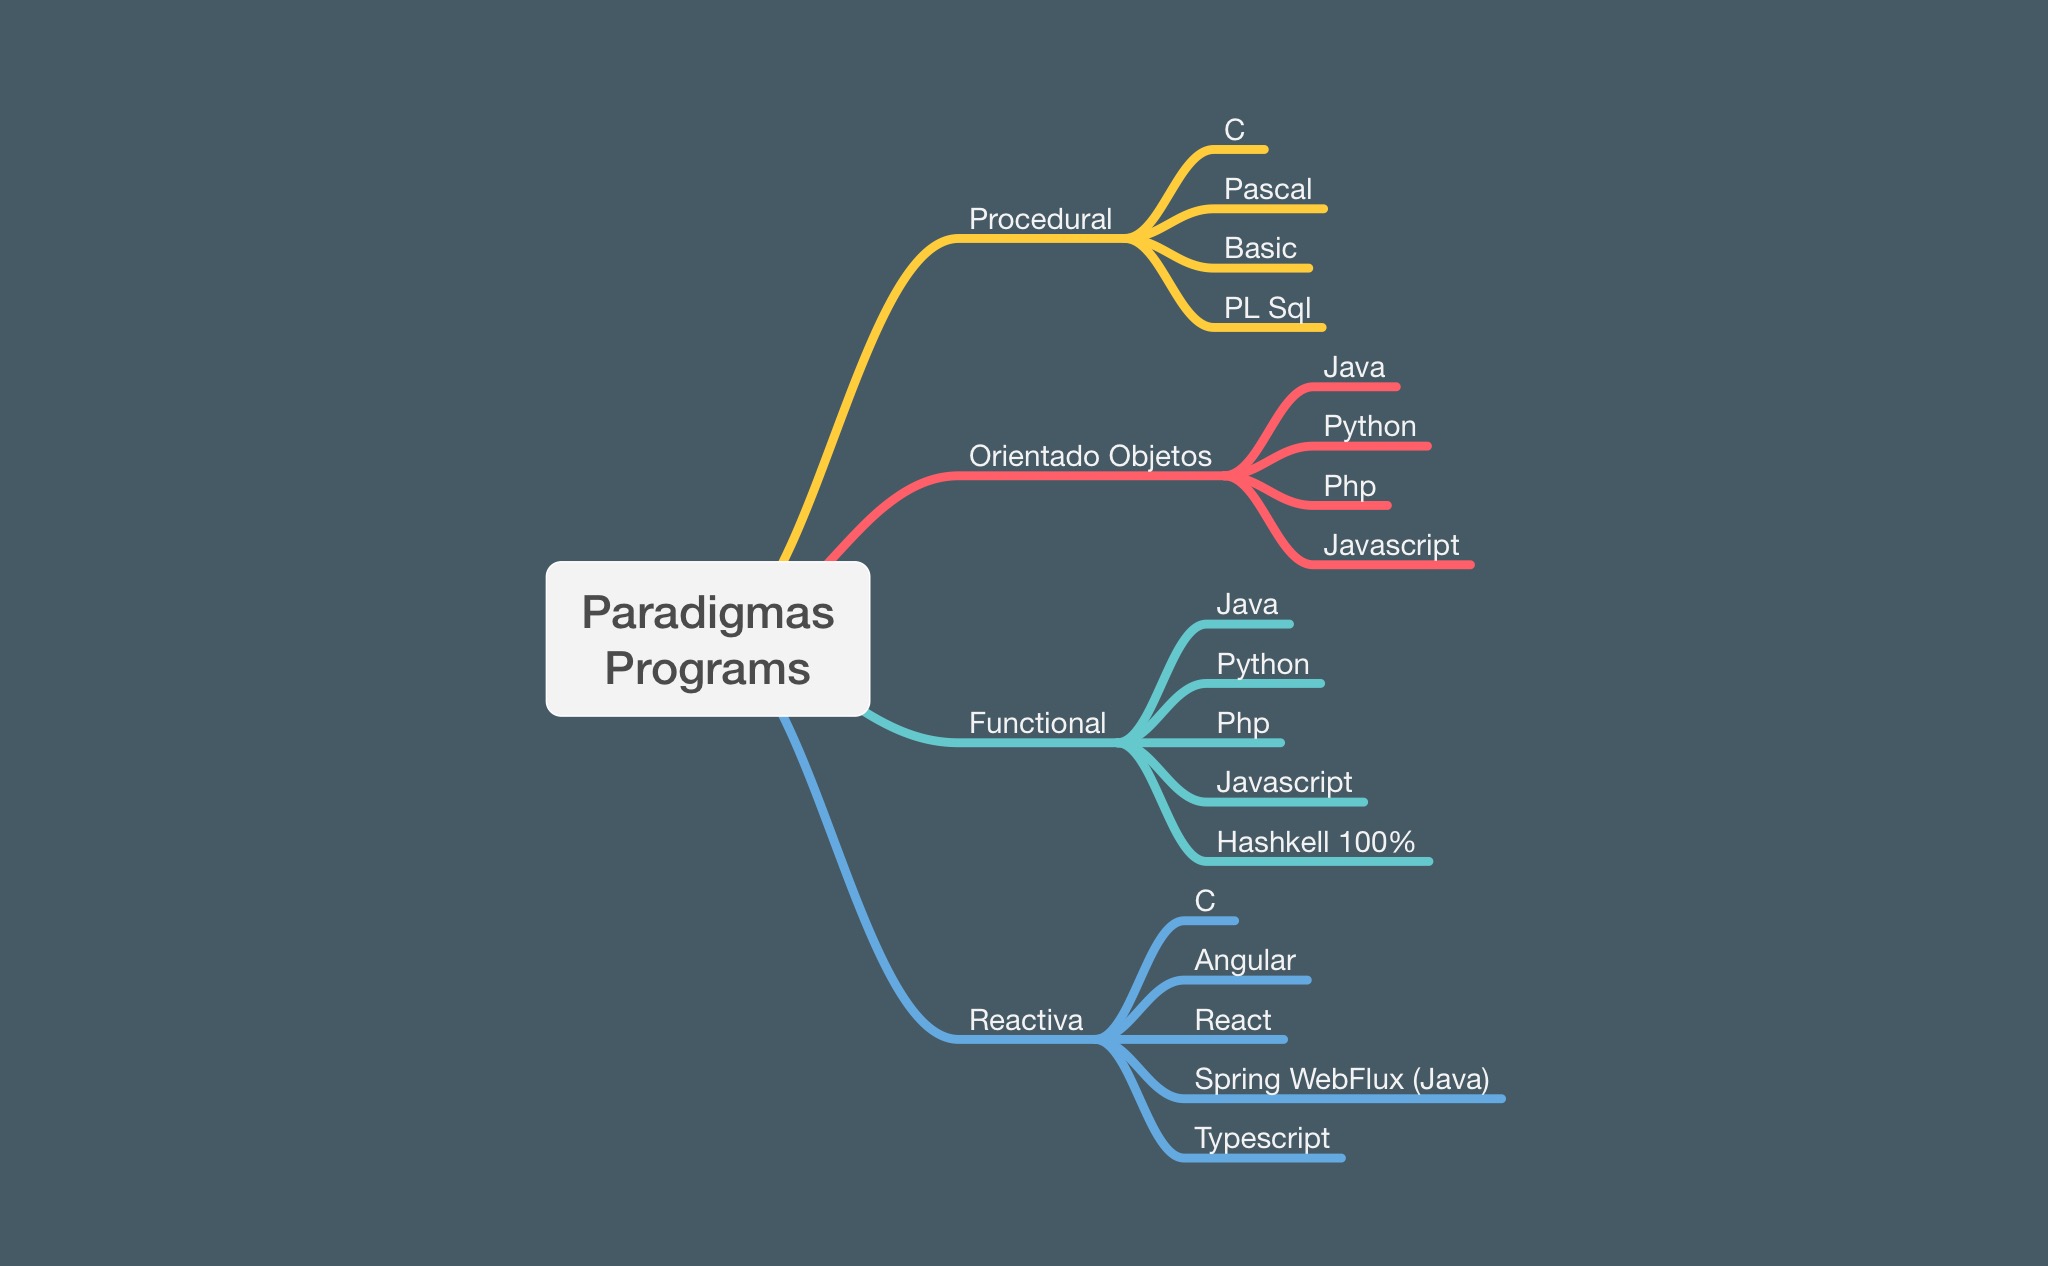 Paradigmas
Programs
Procedural
C
Pascal
Basic
PL Sql
Orientado Objetos
Java
Python
Php
Javascript
Functional
Java
Python
Php
Javascript
Hashkell 100%
Reactiva
C
Angular
React
Spring WebFlux (Java)
Typescript